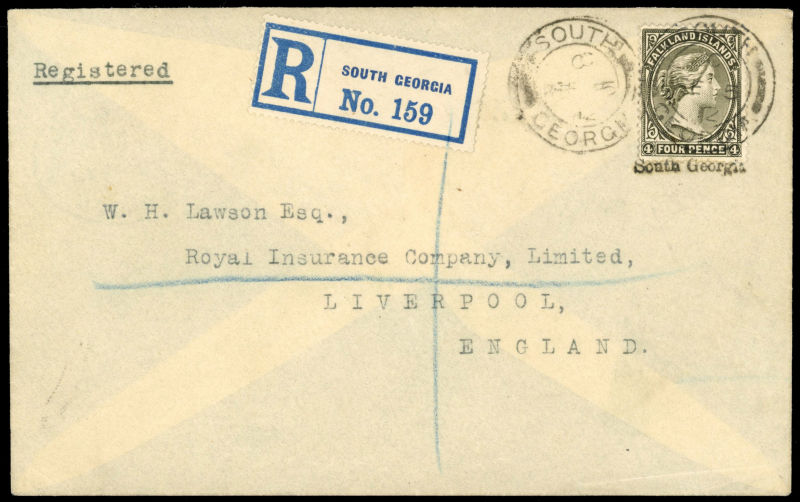 Registered
R
SOUTH GEORGIA
No. 159
SOUTH
GEORGIA
FALKLAND ISLANDS
4 FOUR PENCE 4
South Georgia
W. H. Lawson Esq.,
Royal Insurance Company, Limited,
LIVERPOOL,
ENGLAND.